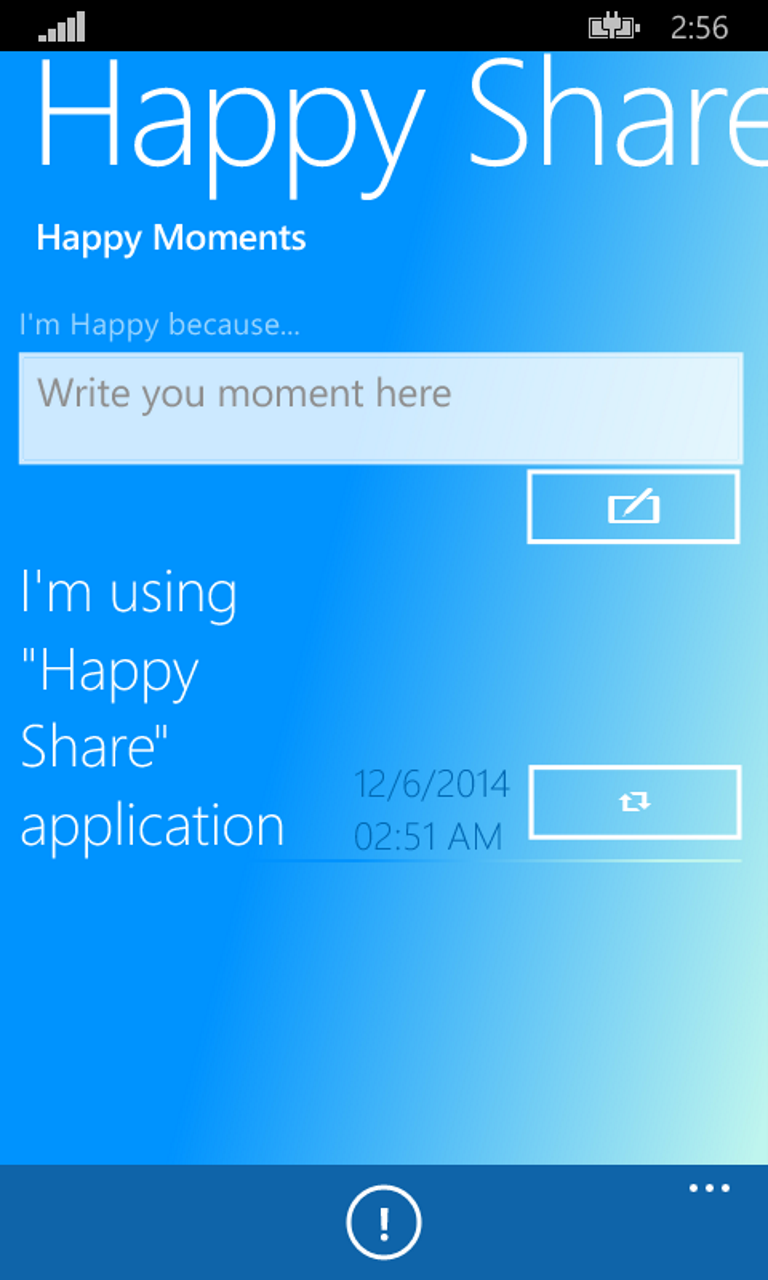 2:56
Happy Share
Happy Moments
I'm Happy because...
Write you moment here
I'm using
"Happy
Share"
application
12/6/2014
02:51 AM